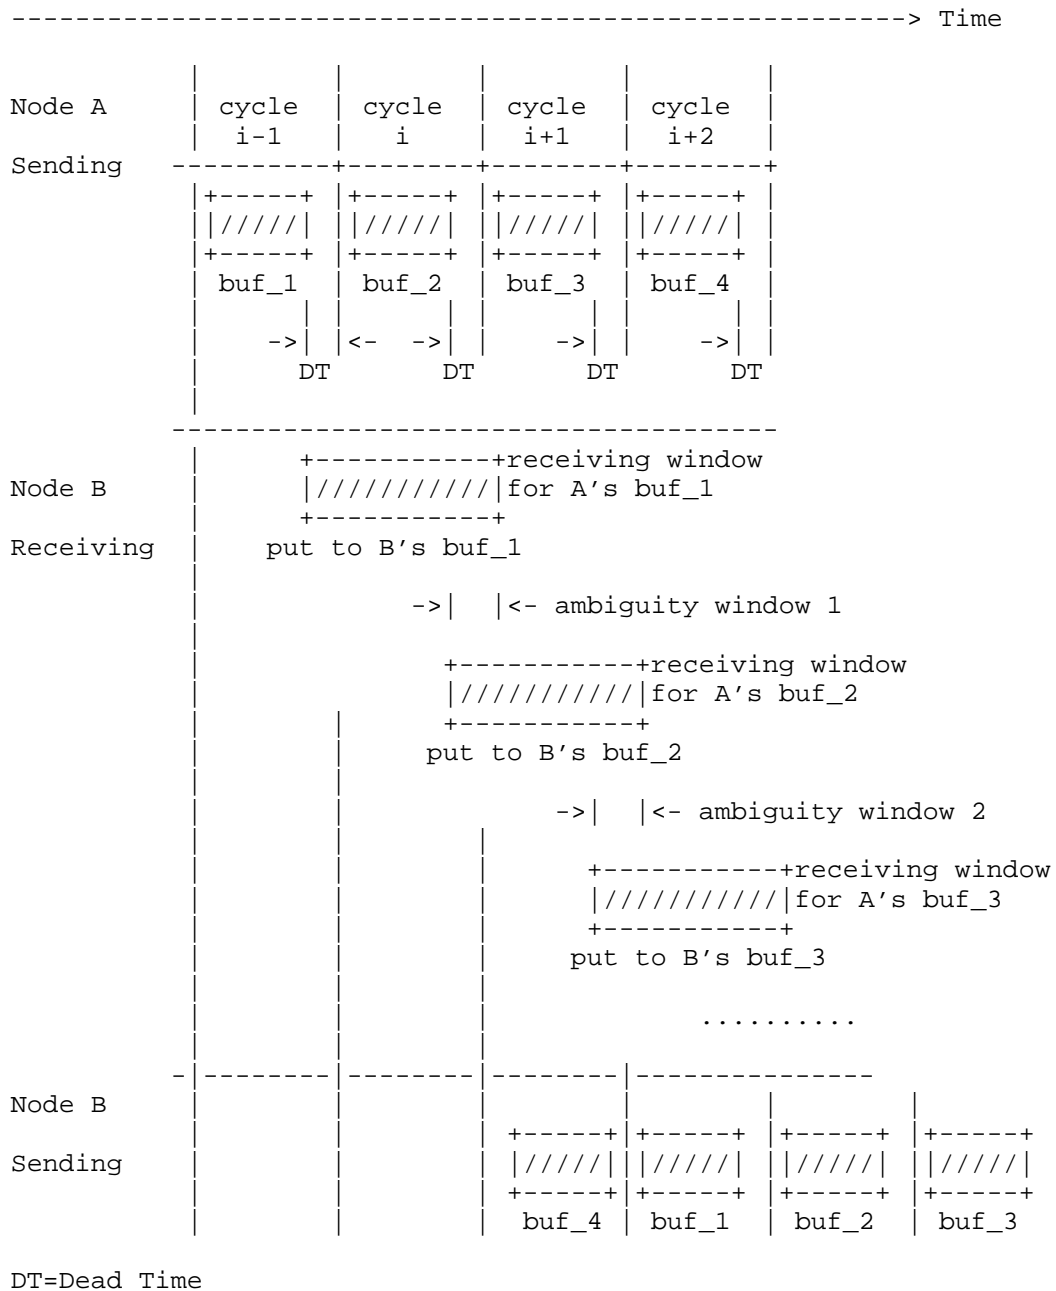 --------------------------------------------------------> Time
Node A | cycle | cycle | cycle | cycle |
| i-1 | i | i+1 | i+2 |
Sending ----------+--------+--------+--------+
|+-----+ |+-----+ |+-----+ |+-----+ |
||/////| ||/////| ||/////| ||/////| |
|+-----+ |+-----+ |+-----+ |+-----+ |
| buf_1 | buf_2 | buf_3 | buf_4 |
| ->| |<- ->| | ->| | ->| |
| DT DT DT DT
--------------------------------------
| +-----------+receiving window
Node B | |///////////|for A's buf_1
| +-----------+
Receiving | put to B's buf_1
| ->| |<- ambiguity window 1
| +-----------+receiving window
| |///////////|for A's buf_2
| | +-----------+
| | put to B's buf_2
| | ->| |<- ambiguity window 2
| | | +-----------+receiving window
| | | |///////////|for A's buf_3
| | | +-----------+
| | | put to B's buf_3
| | | ..........
-|--------|--------|--------|---------------
Node B | | | | | |
| | | +-----+|+-----+ |+-----+ |+-----+
Sending | | | |/////|||/////| ||/////| ||/////|
| | | +-----+|+-----+ |+-----+ |+-----+
| | | buf_4 | buf_1 | buf_2 | buf_3
DT=Dead Time